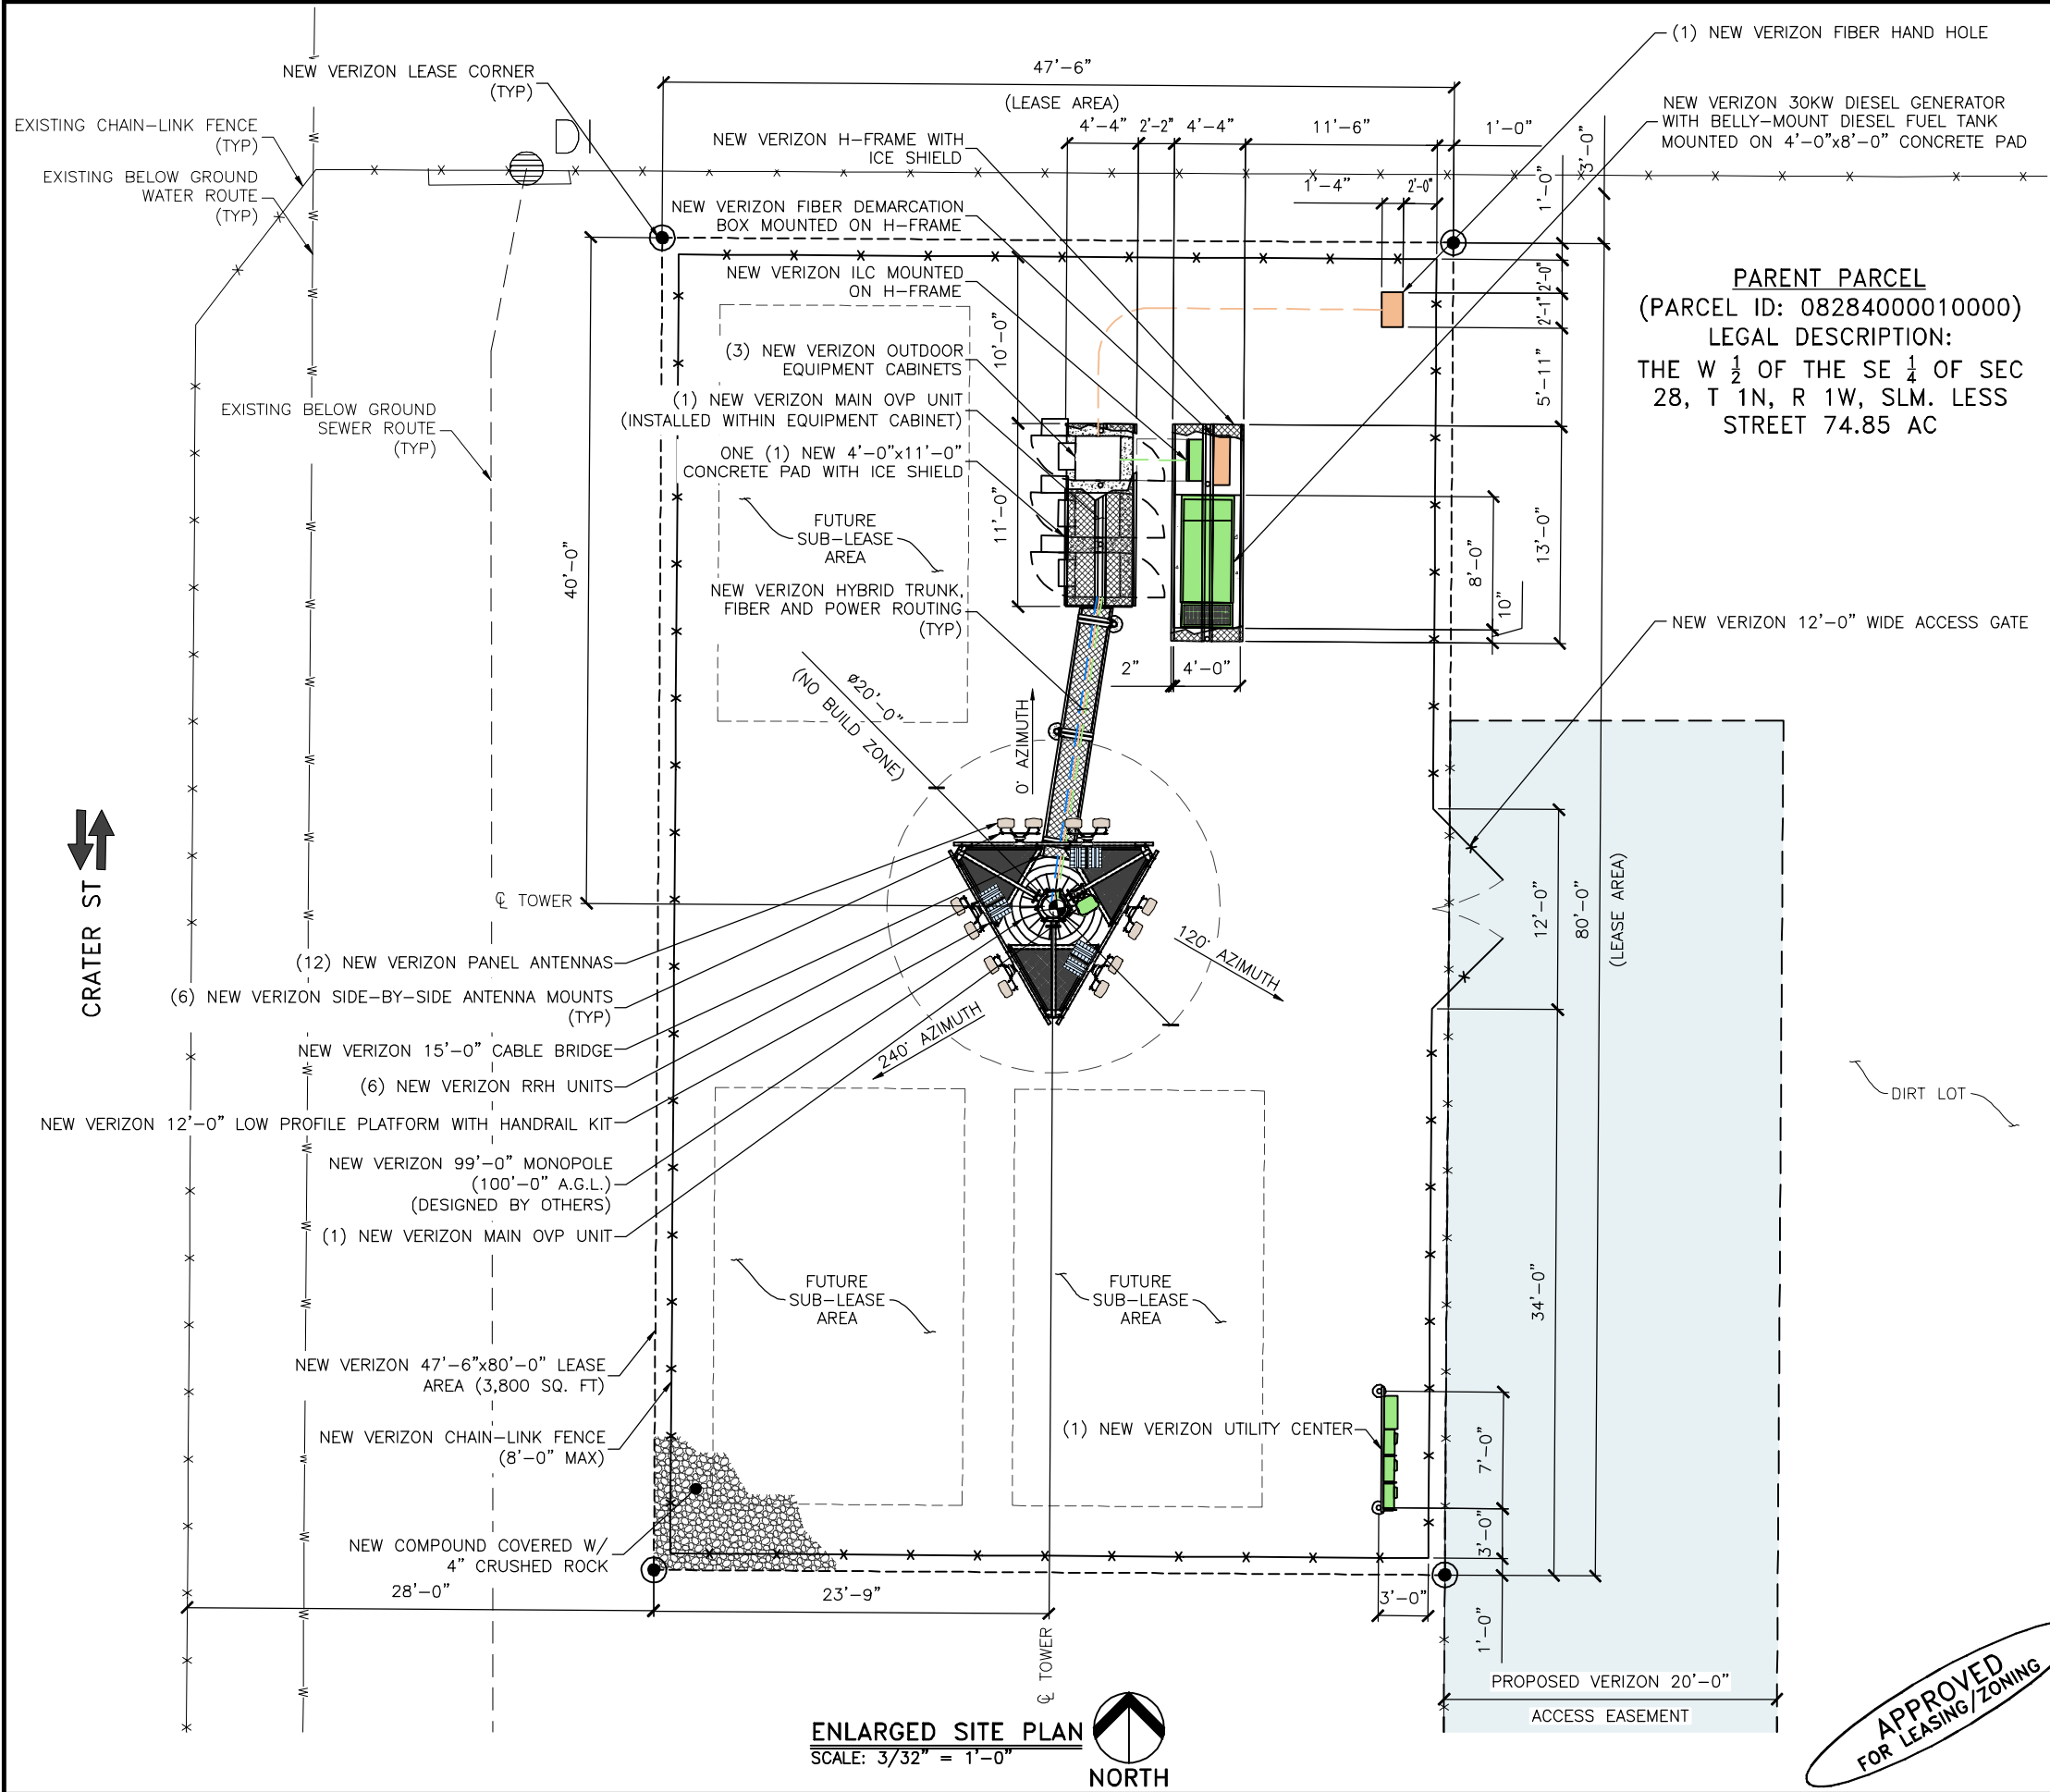 (1) NEW VERIZON FIBER HAND HOLE
NEW VERIZON LEASE CORNER
(TYP)
47'-6"
(LEASE AREA)
NEW VERIZON 30KW DIESEL GENERATOR
WITH BELLY-MOUNT DIESEL FUEL TANK
MOUNTED ON 4'-0"x8'-0" CONCRETE PAD
EXISTING CHAIN-LINK FENCE
(TYP)
DI
4'-4"
2'-2"
4'-4"
11'-6"
1'-0"
3'-0"
NEW VERIZON H-FRAME WITH
ICE SHIELD
EXISTING BELOW GROUND
WATER ROUTE
(TYP)
1'-4"
2'-0"
1'-0"
NEW VERIZON FIBER DEMARCATION
BOX MOUNTED ON H-FRAME
NEW VERIZON ILC MOUNTED
ON H-FRAME
2'-0"
2'-1"
PARENT PARCEL
(PARCEL ID: 08284000010000)
LEGAL DESCRIPTION:
THE W 1/2 OF THE SE 1/4 OF SEC
28, T 1N, R 1W, SLM. LESS
STREET 74.85 AC
10'-0"
(3) NEW VERIZON OUTDOOR
EQUIPMENT CABINETS
5'-11"
(1) NEW VERIZON MAIN OVP UNIT
(INSTALLED WITHIN EQUIPMENT CABINET)
EXISTING BELOW GROUND
SEWER ROUTE
(TYP)
ONE (1) NEW 4'-0"x11'-0"
CONCRETE PAD WITH ICE SHIELD
11'-0"
FUTURE
SUB-LEASE
AREA
40'-0"
8'-0"
13'-0"
10"
NEW VERIZON HYBRID TRUNK,
FIBER AND POWER ROUTING
(TYP)
NEW VERIZON 12'-0" WIDE ACCESS GATE
2"
4'-0"
ø20'-0"
(NO BUILD ZONE)
0° AZIMUTH
CRATER ST
℄ TOWER
12'-0"
80'-0"
(LEASE AREA)
120° AZIMUTH
240° AZIMUTH
(12) NEW VERIZON PANEL ANTENNAS
(6) NEW VERIZON SIDE-BY-SIDE ANTENNA MOUNTS
(TYP)
NEW VERIZON 15'-0" CABLE BRIDGE
(6) NEW VERIZON RRH UNITS
NEW VERIZON 12'-0" LOW PROFILE PLATFORM WITH HANDRAIL KIT
NEW VERIZON 99'-0" MONOPOLE
(100'-0" A.G.L.)
(DESIGNED BY OTHERS)
(1) NEW VERIZON MAIN OVP UNIT
DIRT LOT
FUTURE
SUB-LEASE
AREA
FUTURE
SUB-LEASE
AREA
34'-0"
NEW VERIZON 47'-6"x80'-0" LEASE
AREA (3,800 SQ. FT)
NEW VERIZON CHAIN-LINK FENCE
(8'-0" MAX)
(1) NEW VERIZON UTILITY CENTER
7'-0"
NEW COMPOUND COVERED W/
4" CRUSHED ROCK
3'-0"
28'-0"
23'-9"
3'-0"
1'-0"
℄ TOWER
PROPOSED VERIZON 20'-0"
ACCESS EASEMENT
ENLARGED SITE PLAN
SCALE: 3/32" = 1'-0"
NORTH
APPROVED
FOR LEASING/ZONING